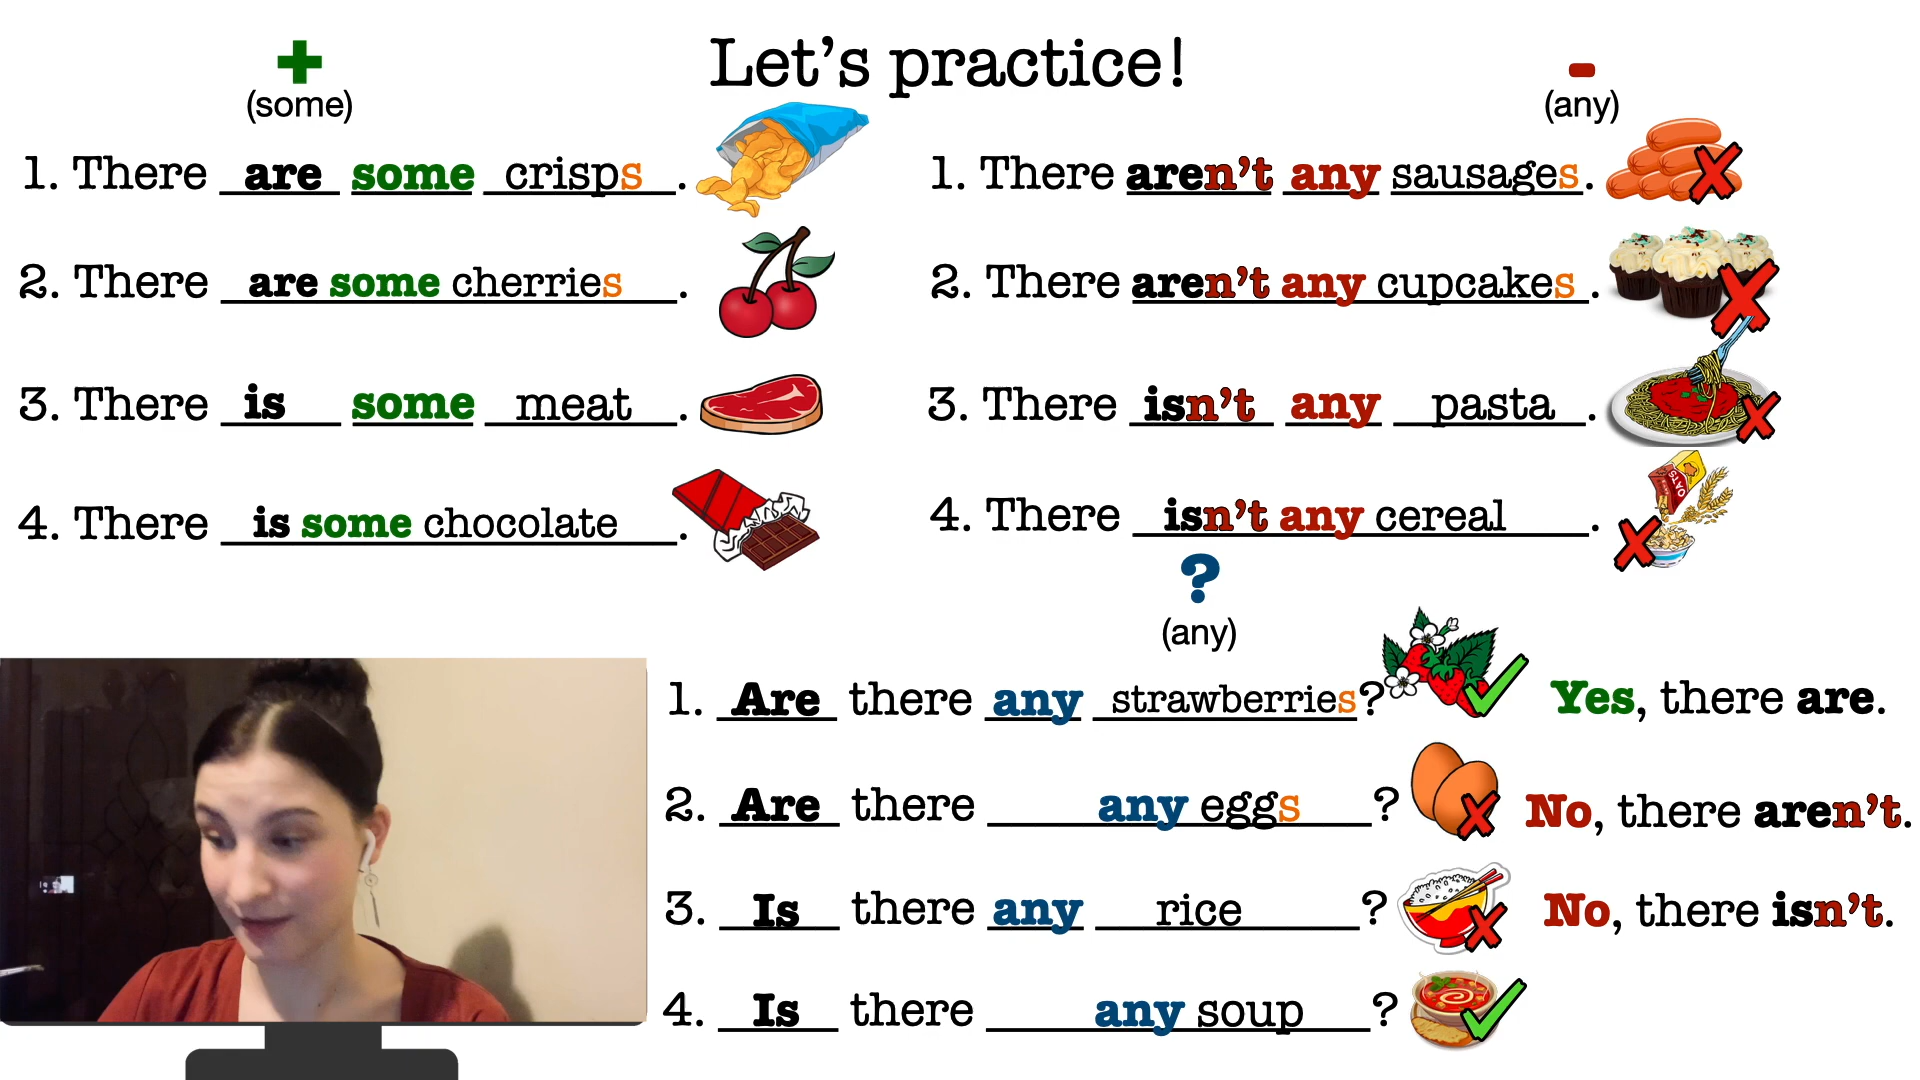 Let's practice!
(some)
1. There are some crisps.
2. There are some cherries.
3. There is some meat.
4. There is some chocolate.
-
(any)
1. There aren't any sausages.
2. There aren't any cupcakes.
3. There isn't any pasta.
4. There isn't any cereal.
OATS
?
(any)
1. Are there any strawberries? Yes, there are.
2. Are there any eggs? No, there aren't.
3. Is there any rice? No, there isn't.
4. Is there any soup?